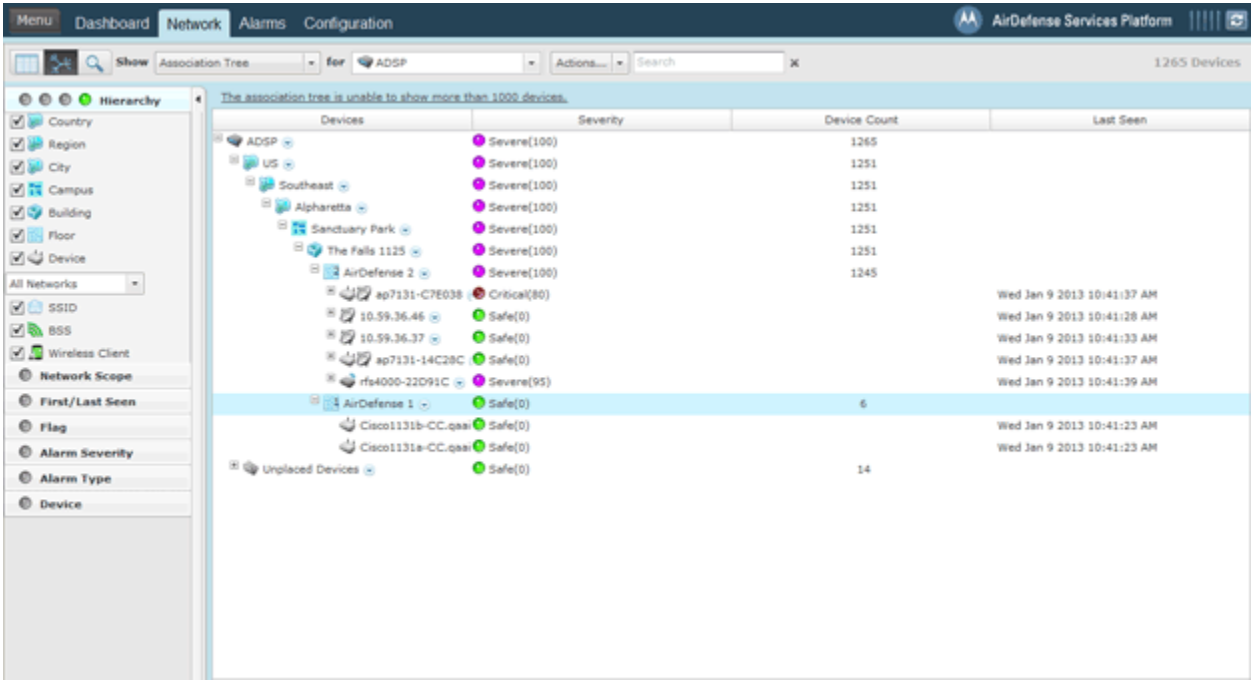 Menu Dashboard Network Alarms Configuration AirDefense Services Platform
Show Association Tree for ADSP Actions... Search 1265 Devices
Hierarchy
Country
Region
City
Campus
Building
Floor
Device
All Networks
SSID
BSS
Wireless Client
Network Scope
First/Last Seen
Flag
Alarm Severity
Alarm Type
Device
The association tree is unable to show more than 1000 devices.
Devices Severity Device Count Last Seen
ADSP Severe(100) 1265
US Severe(100) 1251
Southeast Severe(100) 1251
Alpharetta Severe(100) 1251
Sanctuary Park Severe(100) 1251
The Falls 1125 Severe(100) 1251
AirDefense 2 Severe(100) 1245
ap7131-C7E038 Critical(80) Wed Jan 9 2013 10:41:37 AM
10.59.36.46 Safe(0) Wed Jan 9 2013 10:41:28 AM
10.59.36.37 Safe(0) Wed Jan 9 2013 10:41:33 AM
ap7131-14C28C Safe(0) Wed Jan 9 2013 10:41:37 AM
rfs4000-22D91C Severe(95) Wed Jan 9 2013 10:41:39 AM
AirDefense 1 Safe(0) 6
Cisco1131b-CC.qaai Safe(0) Wed Jan 9 2013 10:41:23 AM
Cisco1131a-CC.qaai Safe(0) Wed Jan 9 2013 10:41:23 AM
Unplaced Devices Safe(0) 14